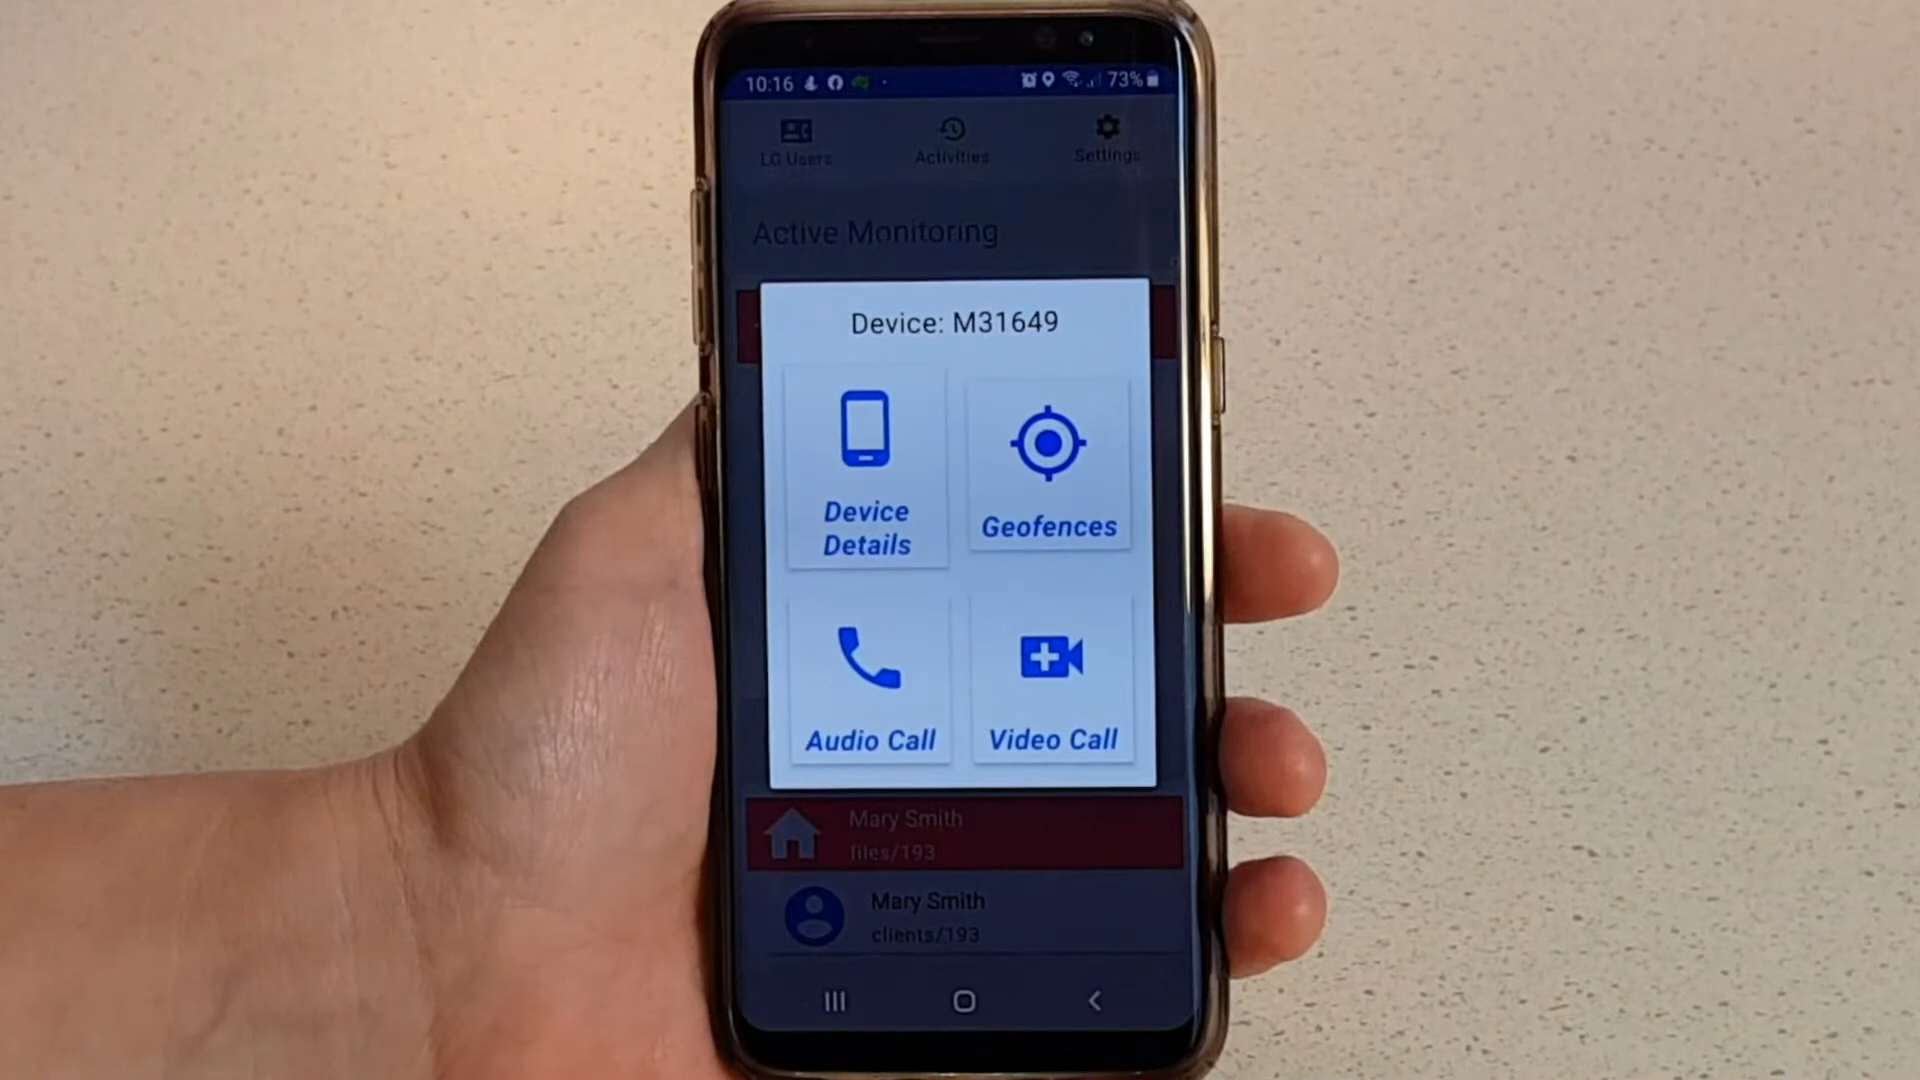 10:16
73%
LG Users
Activities
Settings
Active Monitoring
Device: M31649
Device
Details
Geofences
Audio Call
Video Call
Mary Smith
files/193
Mary Smith
clients/193